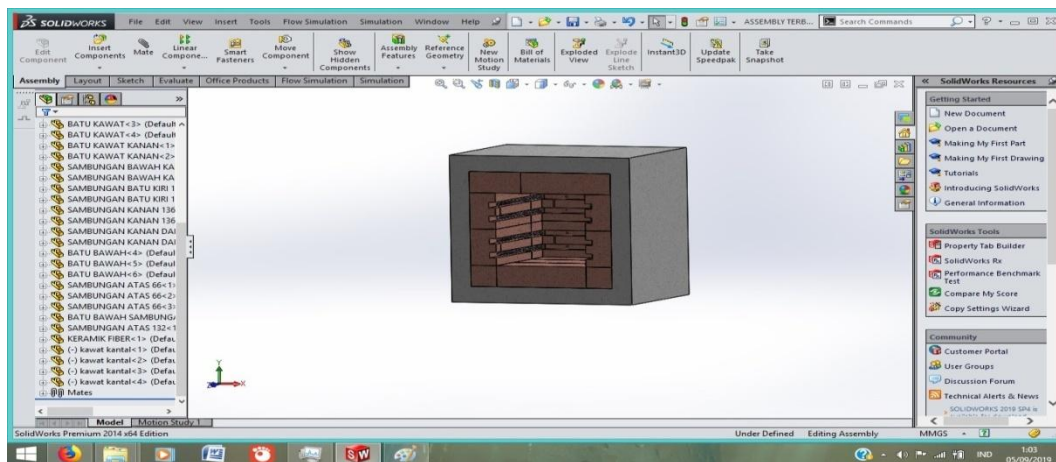 SOLIDWORKS File Edit View Insert Tools Flow Simulation Simulation Window Help ASSEMBLY TERB... Search Commands
Edit Component
Insert Components
Mate
Linear Compone...
Smart Fasteners
Move Component
Show Hidden Components
Assembly Features
Reference Geometry
New Motion Study
Bill of Materials
Exploded View
Explode Line Sketch
Instant3D
Update Speedpak
Take Snapshot
Assembly Layout Sketch Evaluate Office Products Flow Simulation Simulation
BATU KAWAT<3> (Default
BATU KAWAT<4> (Default
BATU KAWAT KANAN<1>
BATU KAWAT KANAN<2>
SAMBUNGAN BAWAH KA
SAMBUNGAN BAWAH KA
SAMBUNGAN BATU KIRI 1
SAMBUNGAN BATU KIRI 1
SAMBUNGAN KANAN 136
SAMBUNGAN KANAN 136
SAMBUNGAN KANAN DAI
SAMBUNGAN KANAN DAI
BATU BAWAH<4> (Defaul
BATU BAWAH<5> (Defaul
BATU BAWAH<6> (Defaul
SAMBUNGAN ATAS 66<1>
SAMBUNGAN ATAS 66<2>
SAMBUNGAN ATAS 66<3>
BATU BAWAH SAMBUNG
SAMBUNGAN ATAS 132<1
KERAMIK FIBER<1> (Defau
(-) kawat kantal<1> (Defau
(-) kawat kantal<2> (Defau
(-) kawat kantal<3> (Defau
(-) kawat kantal<4> (Defau
Mates
Y
X
Z
SolidWorks Resources
Getting Started
New Document
Open a Document
Making My First Part
Making My First Drawing
Tutorials
Introducing SolidWorks
General Information
SolidWorks Tools
Property Tab Builder
SolidWorks Rx
Performance Benchmark
Test
Compare My Score
Copy Settings Wizard
Community
Customer Portal
User Groups
Discussion Forum
Technical Alerts & News
SOLIDWORKS 2018 SP4 is
Model Motion Study 1
SolidWorks Premium 2014 x64 Edition Under Defined Editing Assembly MMGS
IND 1:03
05/09/2019